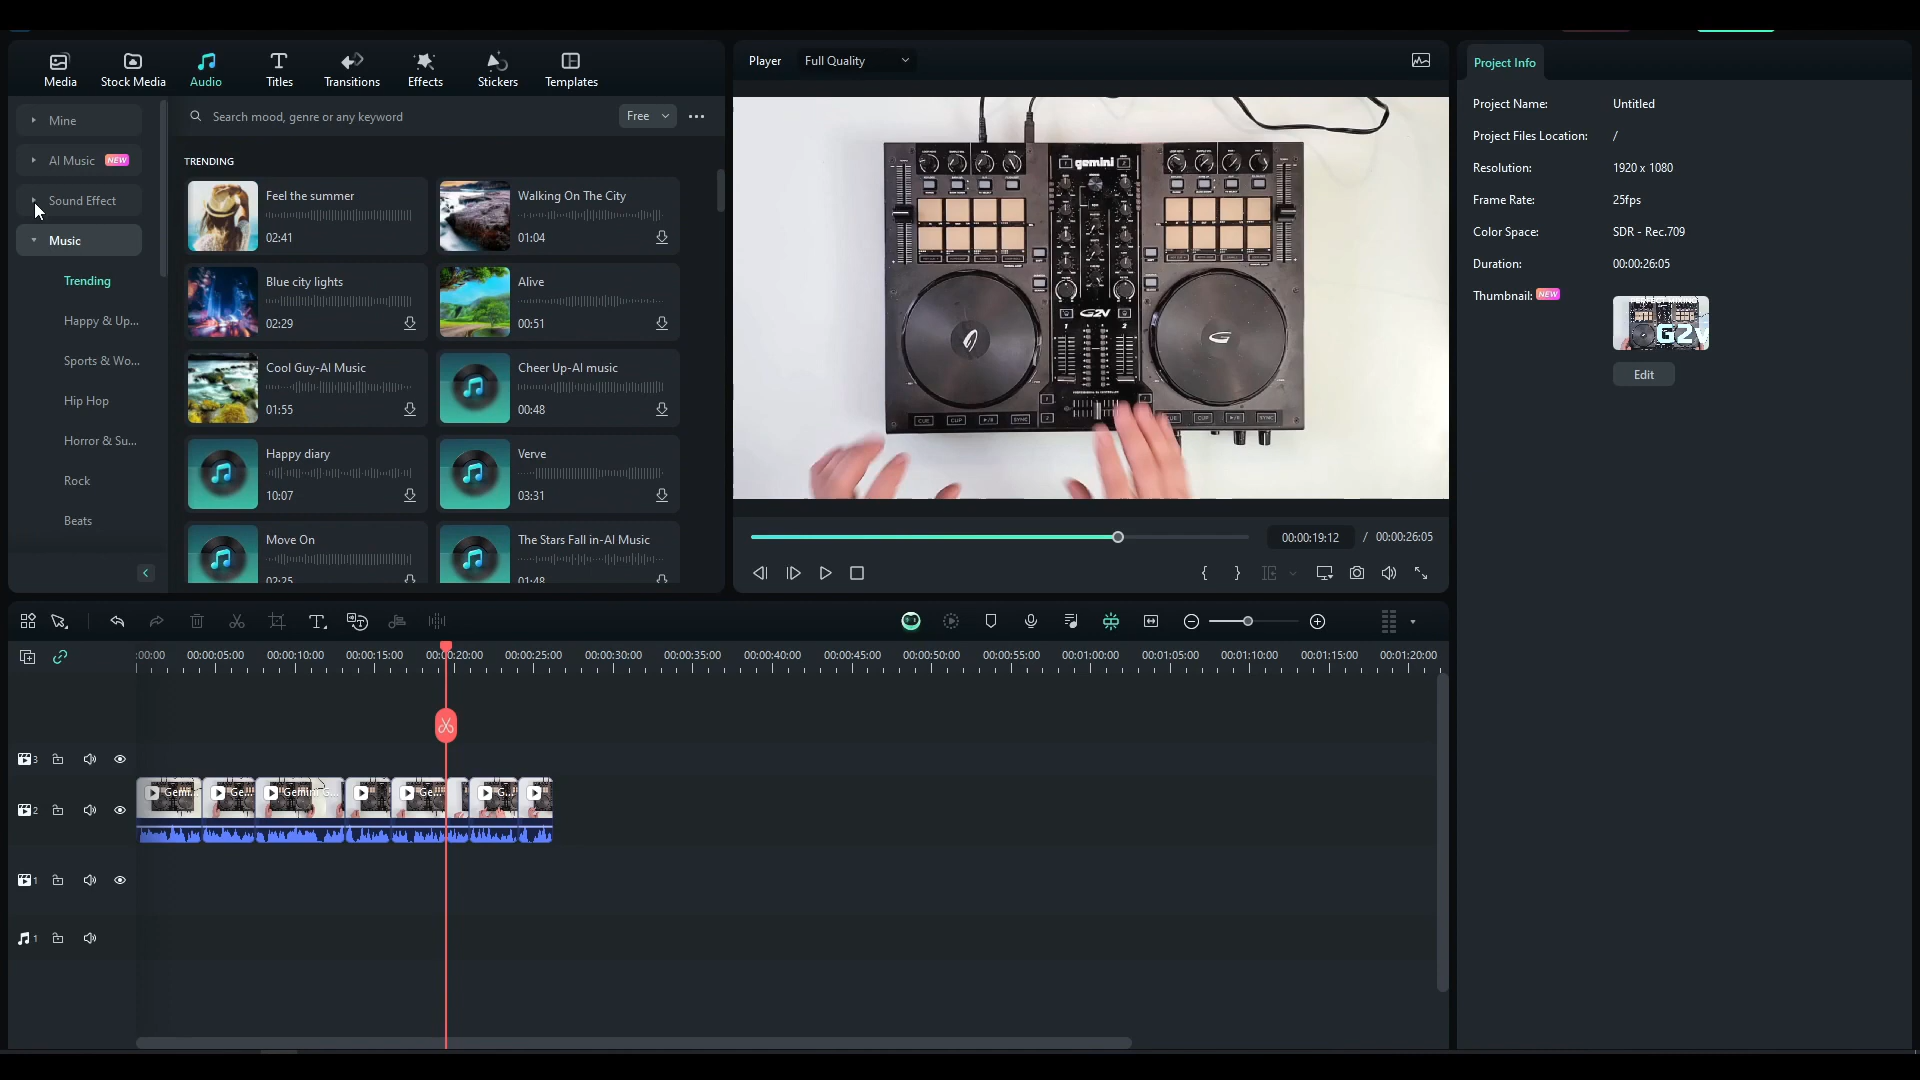 Media
Stock Media
Audio
Titles
Transitions
Effects
Stickers
Templates
Mine
AI Music NEW
Sound Effect
Music
Trending
Happy & Up...
Sports & Wo...
Hip Hop
Horror & Su...
Rock
Beats
Search mood, genre or any keyword
Free
TRENDING
Feel the summer
02:41
Walking On The City
01:04
Blue city lights
02:29
Alive
00:51
Cool Guy-AI Music
01:55
Cheer Up-AI music
00:48
Happy diary
10:07
Verve
03:31
Move On
02:25
The Stars Fall in-AI Music
01:48
Player
Full Quality
gemini
G2V
1
2
CUE
CUP
SYNC
CUP
SYNC
00:00:19:12 / 00:00:26:05
Project Info
Project Name: Untitled
Project Files Location: /
Resolution: 1920 x 1080
Frame Rate: 25fps
Color Space: SDR - Rec.709
Duration: 00:00:26:05
Thumbnail: NEW
G2V
Edit
:00:00 00:00:05:00 00:00:10:00 00:00:15:00 00:00:20:00 00:00:25:00 00:00:30:00 00:00:35:00 00:00:40:00 00:00:45:00 00:00:50:00 00:00:55:00 00:01:00:00 00:01:05:00 00:01:10:00 00:01:15:00 00:01:20:00
3
2
Gemi... Ge... Gemini G... Ge... G...
1
1